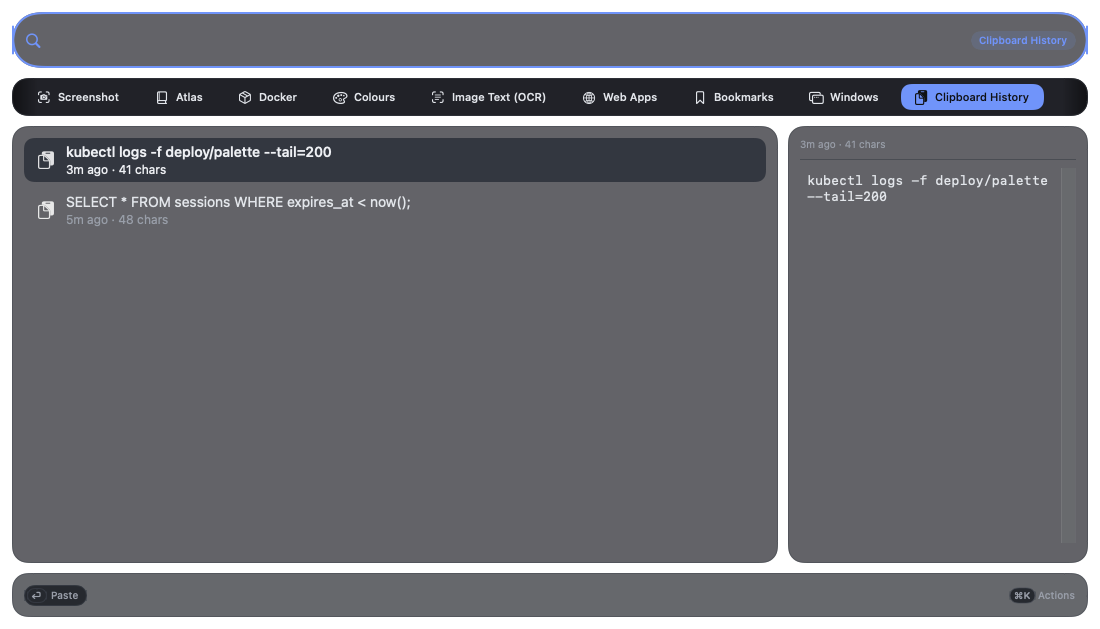 Clipboard History
Screenshot
Atlas
Docker
Colours
Image Text (OCR)
Web Apps
Bookmarks
Windows
Clipboard History
kubectl logs -f deploy/palette --tail=200
3m ago · 41 chars
SELECT * FROM sessions WHERE expires_at < now();
5m ago · 48 chars
3m ago · 41 chars
kubectl logs -f deploy/palette
--tail=200
Paste
⌘K Actions